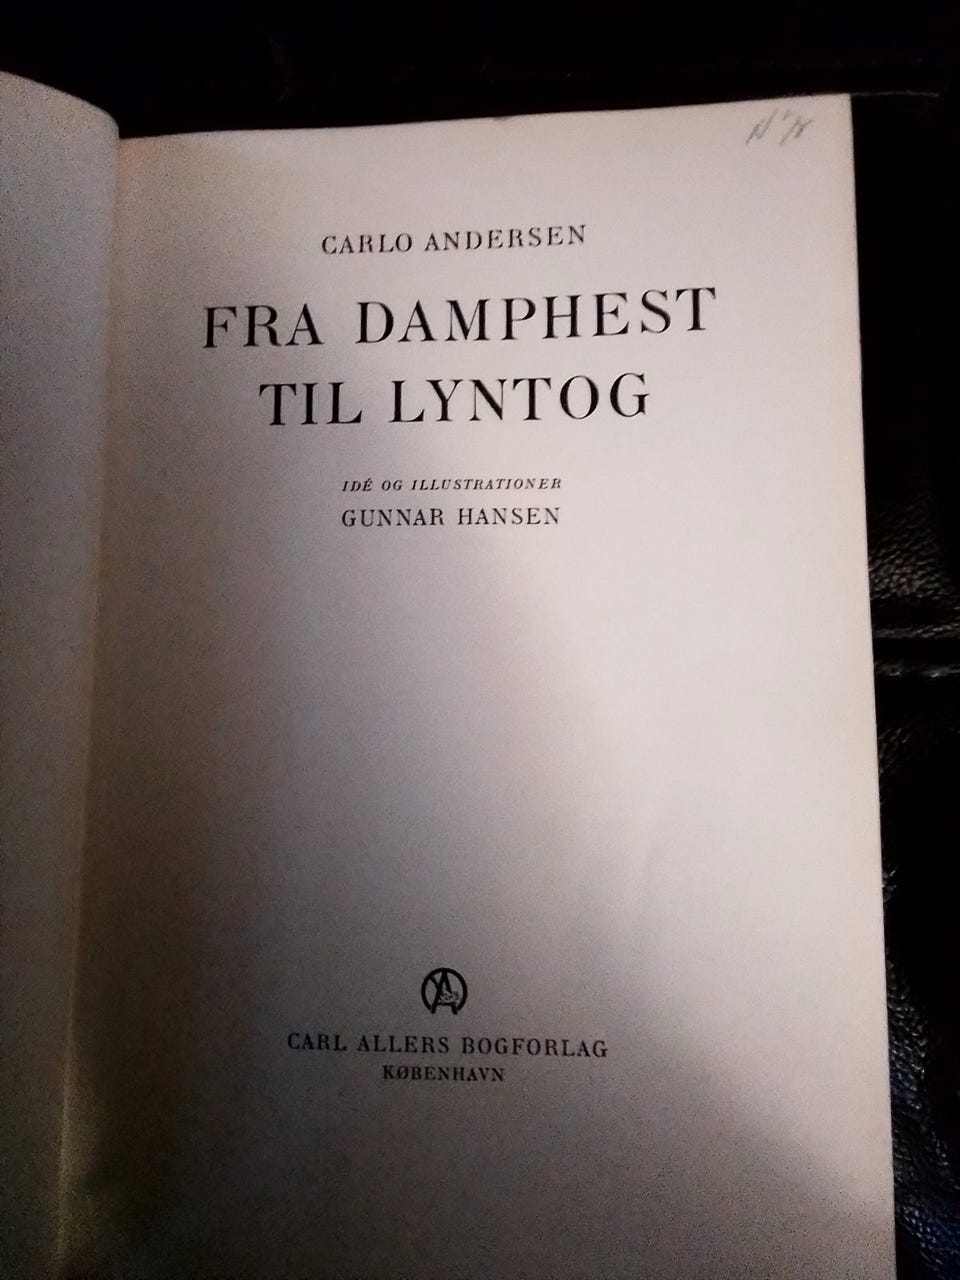 CARLO ANDERSEN
FRA DAMPHEST
TIL LYNTOG
IDÉ OG ILLUSTRATIONER
GUNNAR HANSEN
CARL ALLERS BOGFORLAG
KØBENHAVN